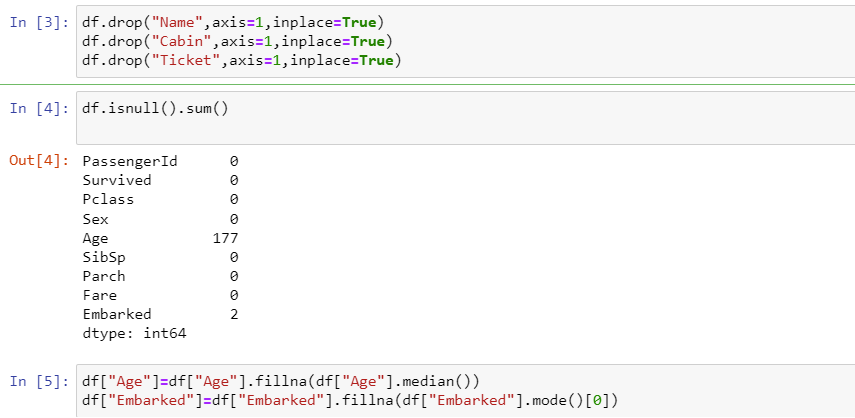 In [3]: df.drop("Name",axis=1,inplace=True)
df.drop("Cabin",axis=1,inplace=True)
df.drop("Ticket",axis=1,inplace=True)
In [4]: df.isnull().sum()
Out[4]: PassengerId 0
Survived 0
Pclass 0
Sex 0
Age 177
SibSp 0
Parch 0
Fare 0
Embarked 2
dtype: int64
In [5]: df["Age"]=df["Age"].fillna(df["Age"].median())
df["Embarked"]=df["Embarked"].fillna(df["Embarked"].mode()[0])